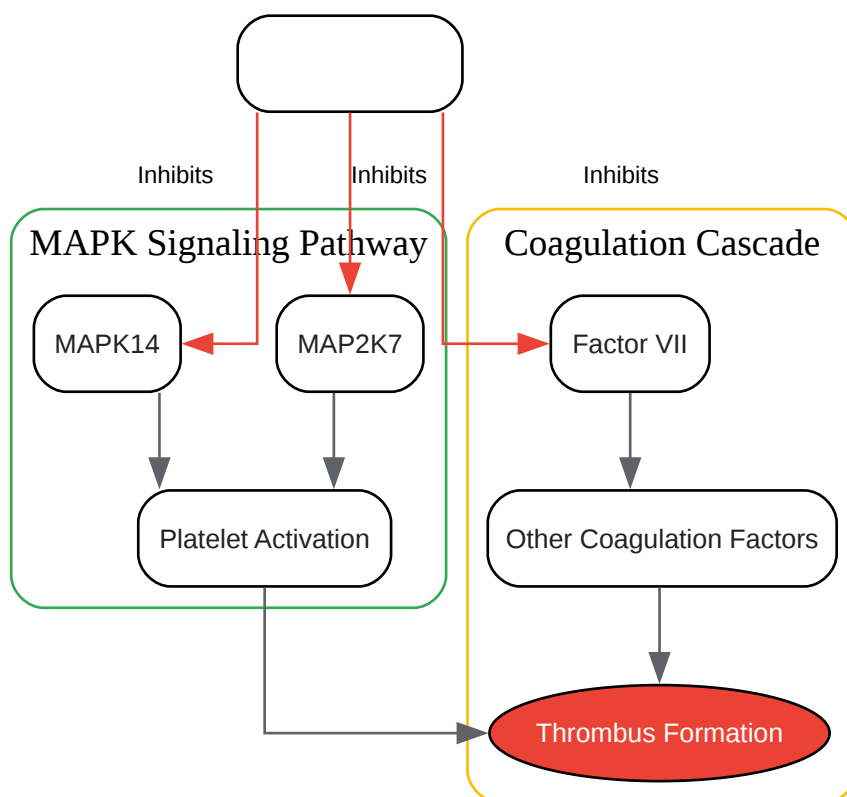 Inhibits
Inhibits
Inhibits
MAPK Signaling Pathway
Coagulation Cascade
MAPK14
MAP2K7
Factor VII
Platelet Activation
Other Coagulation Factors
Thrombus Formation